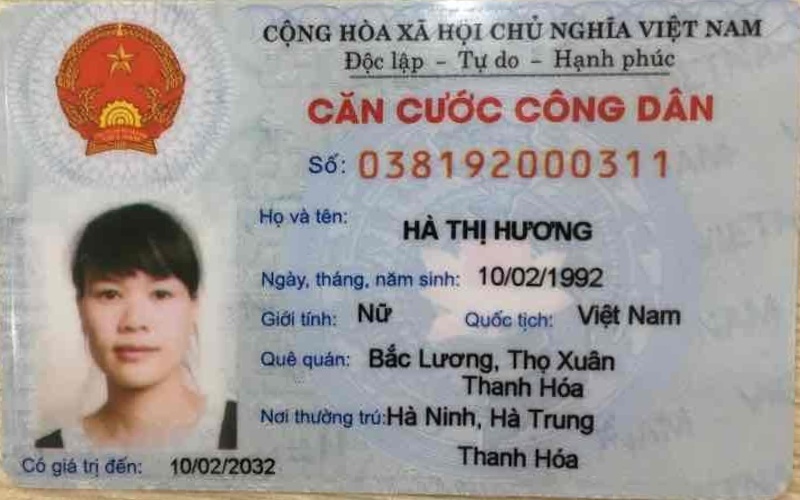 CỘNG HÒA XÃ HỘI CHỦ NGHĨA VIỆT NAM
Độc lập - Tự do - Hạnh phúc
CĂN CƯỚC CÔNG DÂN
Số: 038192000311
Họ và tên: HÀ THỊ HƯƠNG
Ngày, tháng, năm sinh: 10/02/1992
Giới tính: Nữ Quốc tịch: Việt Nam
Quê quán: Bắc Lương, Thọ Xuân
Thanh Hóa
Nơi thường trú: Hà Ninh, Hà Trung
Thanh Hóa
Có giá trị đến: 10/02/2032